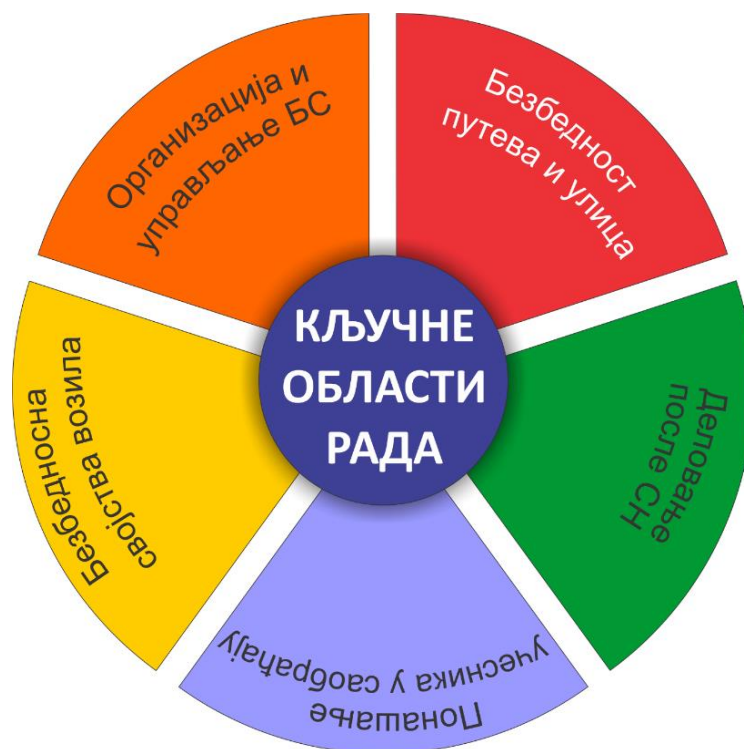 КЉУЧНЕ
ОБЛАСТИ
РАДА
Организација и
управљање БС
Безбедност
путева и улица
Деловање
после СН
Понашање
учесника у саобраћају
Безбедносна
својства возила